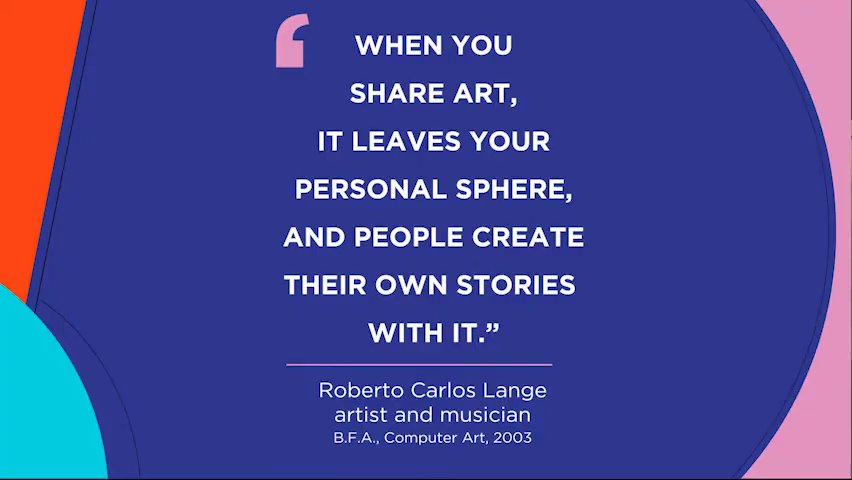 ‘WHEN YOU
SHARE ART,
IT LEAVES YOUR
PERSONAL SPHERE,
AND PEOPLE CREATE
THEIR OWN STORIES
WITH IT.”
Roberto Carlos Lange
artist and musician
B.F.A., Computer Art, 2003